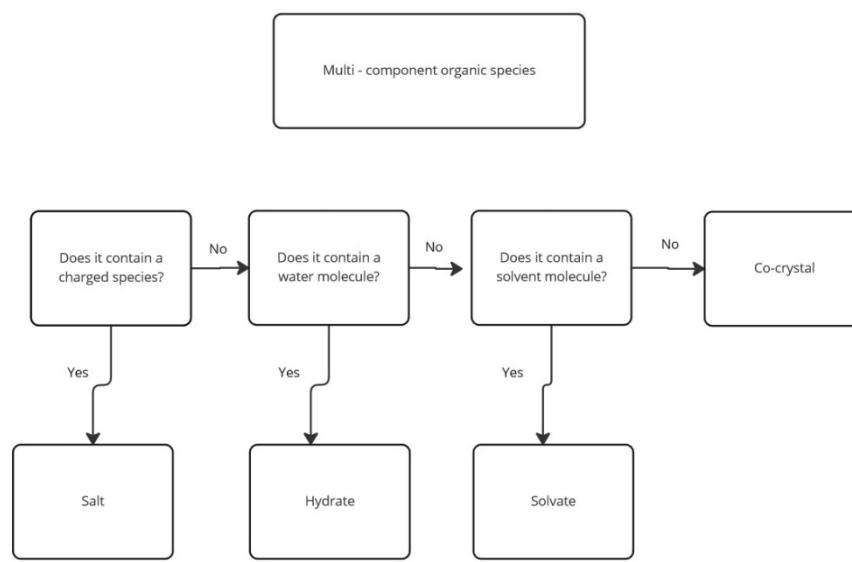 Multi - component organic species
Does it contain a
charged species?
No
Does it contain a
water molecule?
No
Does it contain a
solvent molecule?
No
Co-crystal
Yes
Yes
Yes
Salt
Hydrate
Solvate